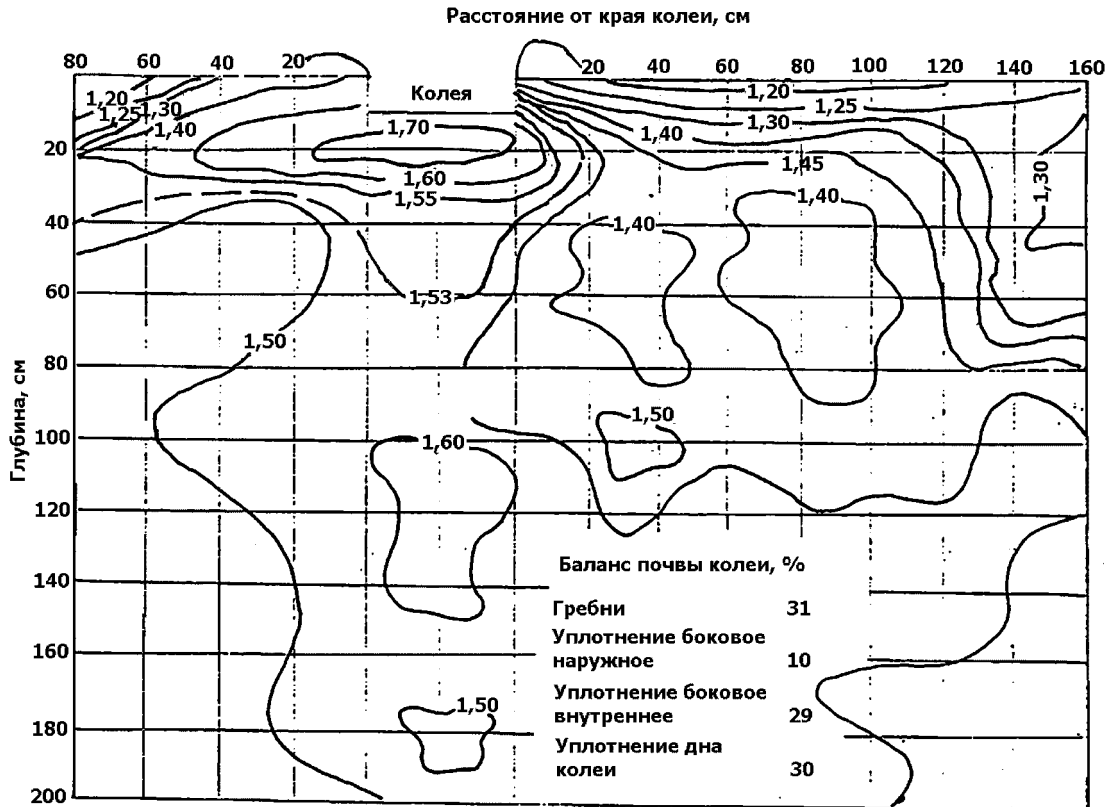 Расстояние от края колеи, см
80 60 40 20 20 40 60 80 100 120 140 160
Колея
1,20
1,25
1,30
1,40
1,70
1,60
1,55
1,53
1,50
1,20
1,25
1,30
1,40
1,45
1,40
1,40
1,30
1,50
1,60
1,50
Глубина, см
20
40
60
80
100
120
140
160
180
200
Баланс почвы колеи, %
Гребни 31
Уплотнение боковое
наружное 10
Уплотнение боковое
внутреннее 29
Уплотнение дна
колеи 30